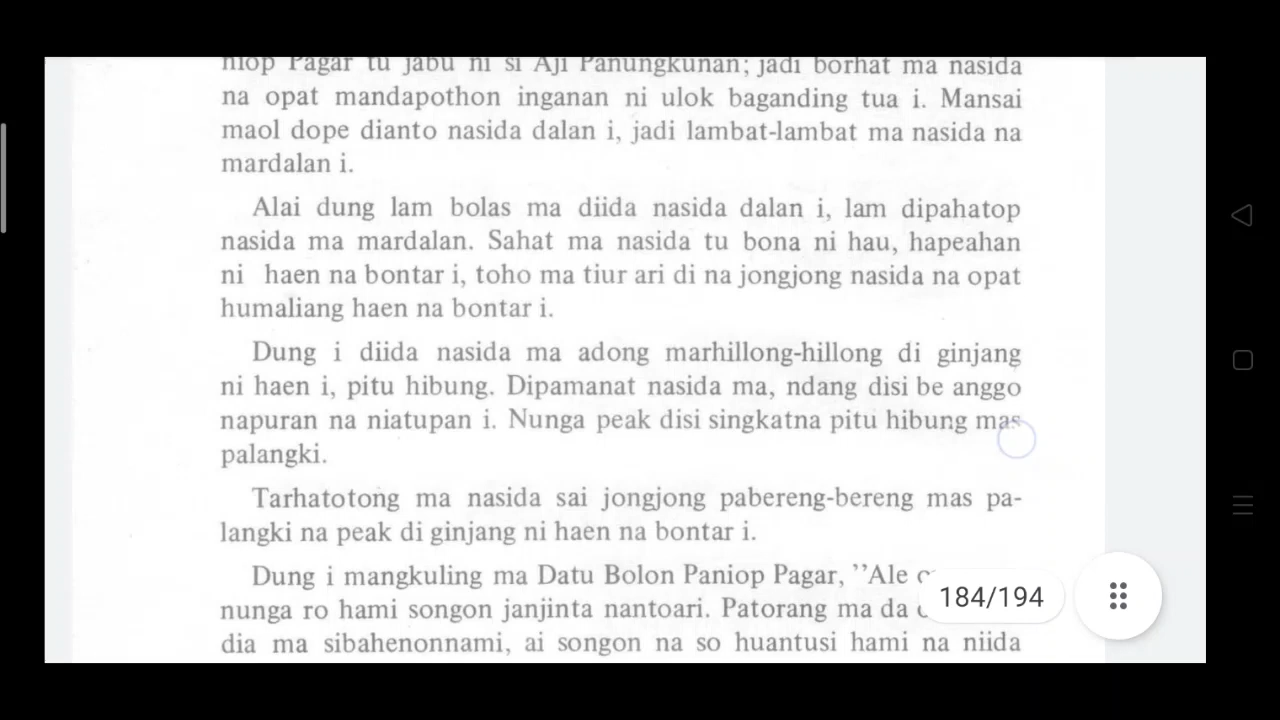 niop Pagar tu jabu ni si Aji Panungkunan; jadi borhat ma nasida
na opat mandapothon inganan ni ulok baganding tua i. Mansai
maol dope dianto nasida dalan i, jadi lambat-lambat ma nasida na
mardalan i.
Alai dung lam bolas ma diida nasida dalan i, lam dipahatop
nasida ma mardalan. Sahat ma nasida tu bona ni hau, hapeahan
ni haen na bontar i, toho ma tiur ari di na jongjong nasida na opat
humaliang haen na bontar i.
Dung i diida nasida ma adong marhillong-hillong di ginjang
ni haen i, pitu hibung. Dipamanat nasida ma, ndang disi be anggo
napuran na niatupan i. Nunga peak disi singkatna pitu hibung mas
palangki.
Tarhatotong ma nasida sai jongjong pabereng-bereng mas pa-
langki na peak di ginjang ni haen na bontar i.
Dung i mangkuling ma Datu Bolon Paniop Pagar, ''Ale
nunga ro hami songon janjinta nantoari. Patorang ma da
dia ma sibahenonnami, ai songon na so huantusi hami na niida
184/194